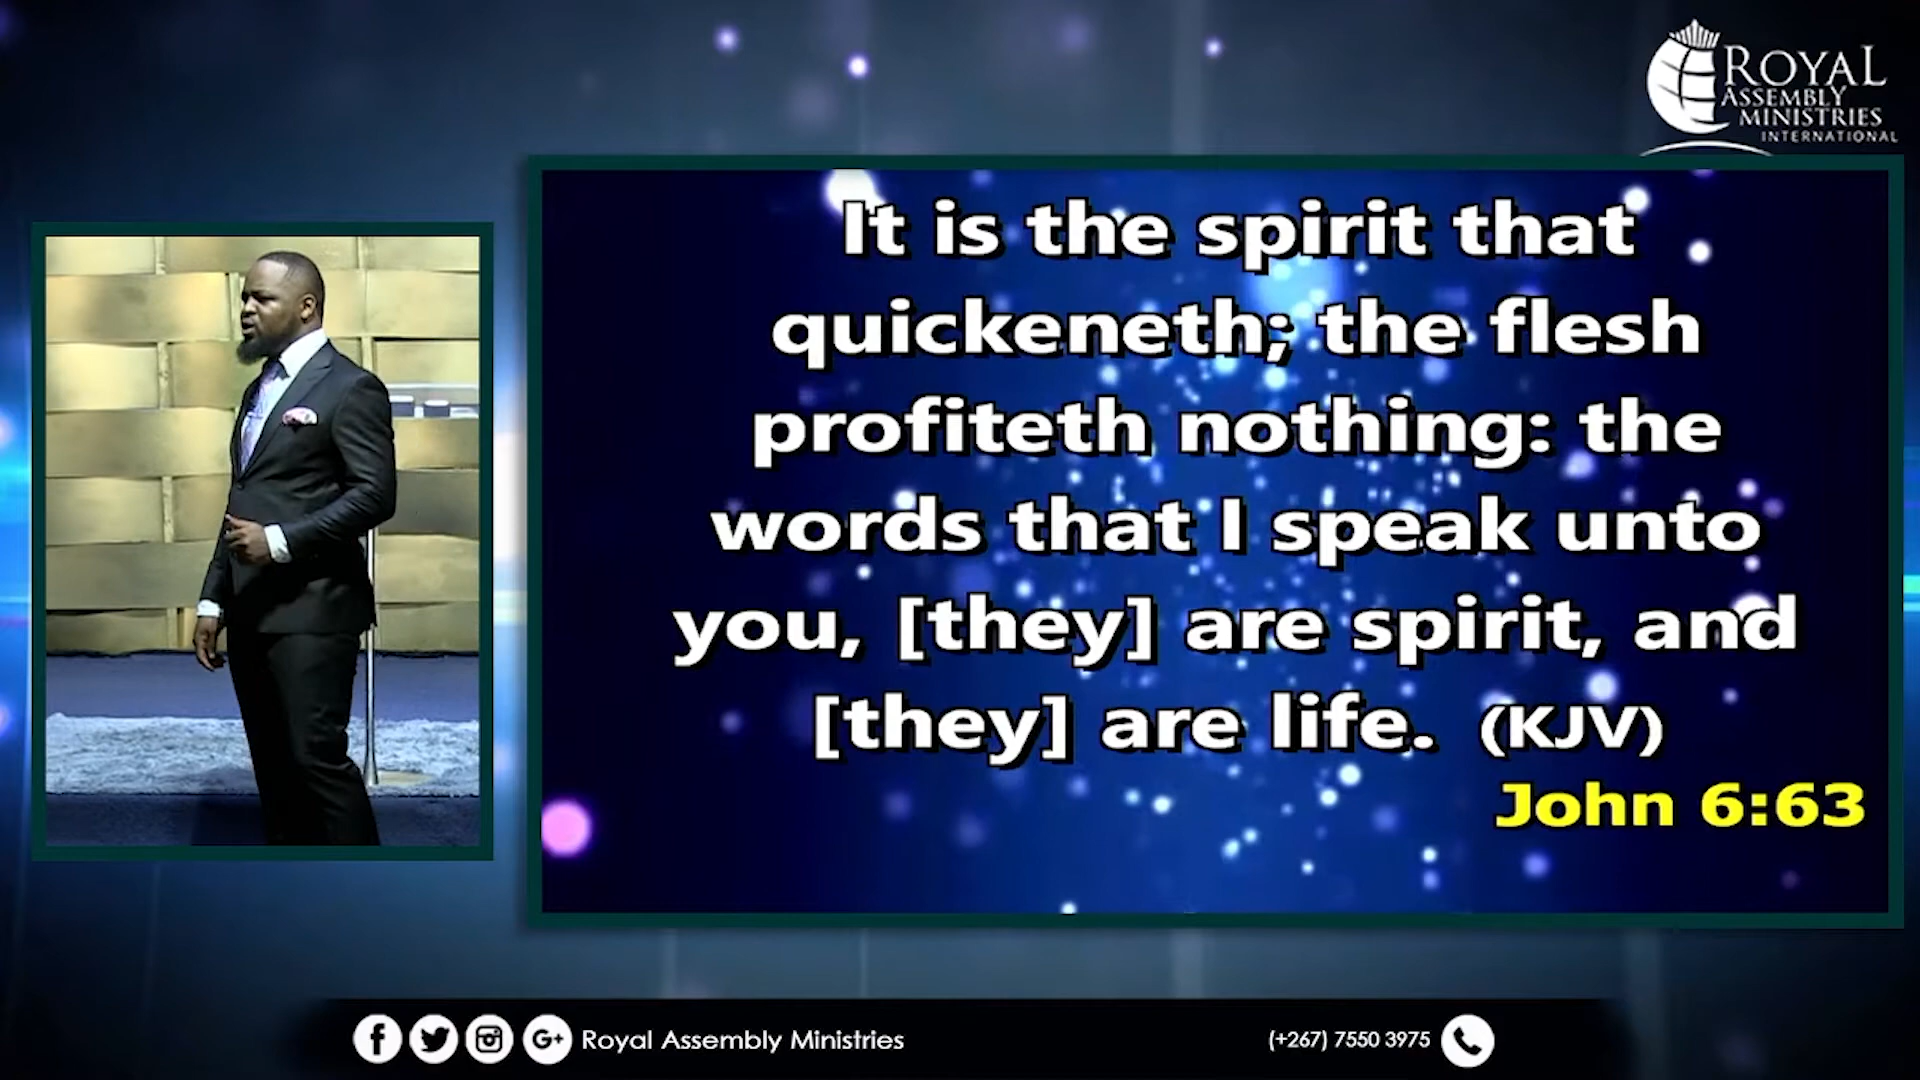 ROYAL
ASSEMBLY
MINISTRIES
INTERNATIONAL
It is the spirit that
quickeneth; the flesh
profiteth nothing: the
words that I speak unto
you, [they] are spirit, and
[they] are life. (KJV)
John 6:63
f G+ Royal Assembly Ministries (+267) 7550 3975